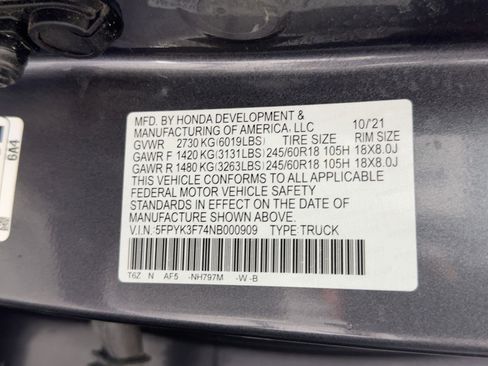 MFD. BY HONDA DEVELOPMENT & 10/'21
MANUFACTURING OF AMERICA, LLC
GVWR 2730 KG(6019LBS) TIRE SIZE RIM SIZE
GAWR F 1420 KG(3131LBS)245/60R18 105H 18X8.0J
GAWR R 1480 KG(3263LBS)245/60R18 105H 18X8.0J
THIS VEHICLE CONFORMS TO ALL APPLICABLE
FEDERAL MOTOR VEHICLE SAFETY
STANDARDS IN EFFECT ON THE DATE OF
MANUFACTURE SHOWN ABOVE.
V.I.N.:5FPYK3F74NB000909 TYPE:TRUCK
T6Z N AF5 -NH797M -W -B
6A4